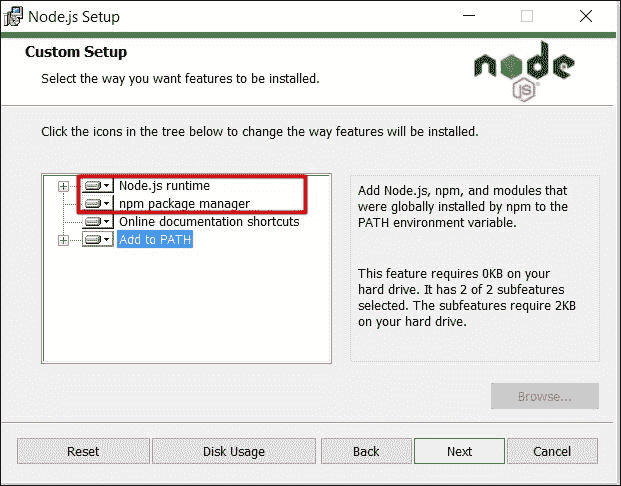 Node.js Setup
Custom Setup
Select the way you want features to be installed.
node
JS
Click the icons in the tree below to change the way features will be installed.
Node.js runtime
npm package manager
Online documentation shortcuts
Add to PATH
Add Node.js, npm, and modules that
were globally installed by npm to the
PATH environment variable.
This feature requires 0KB on your
hard drive. It has 2 of 2 subfeatures
selected. The subfeatures require 2KB
on your hard drive.
Browse...
Reset
Disk Usage
Back
Next
Cancel